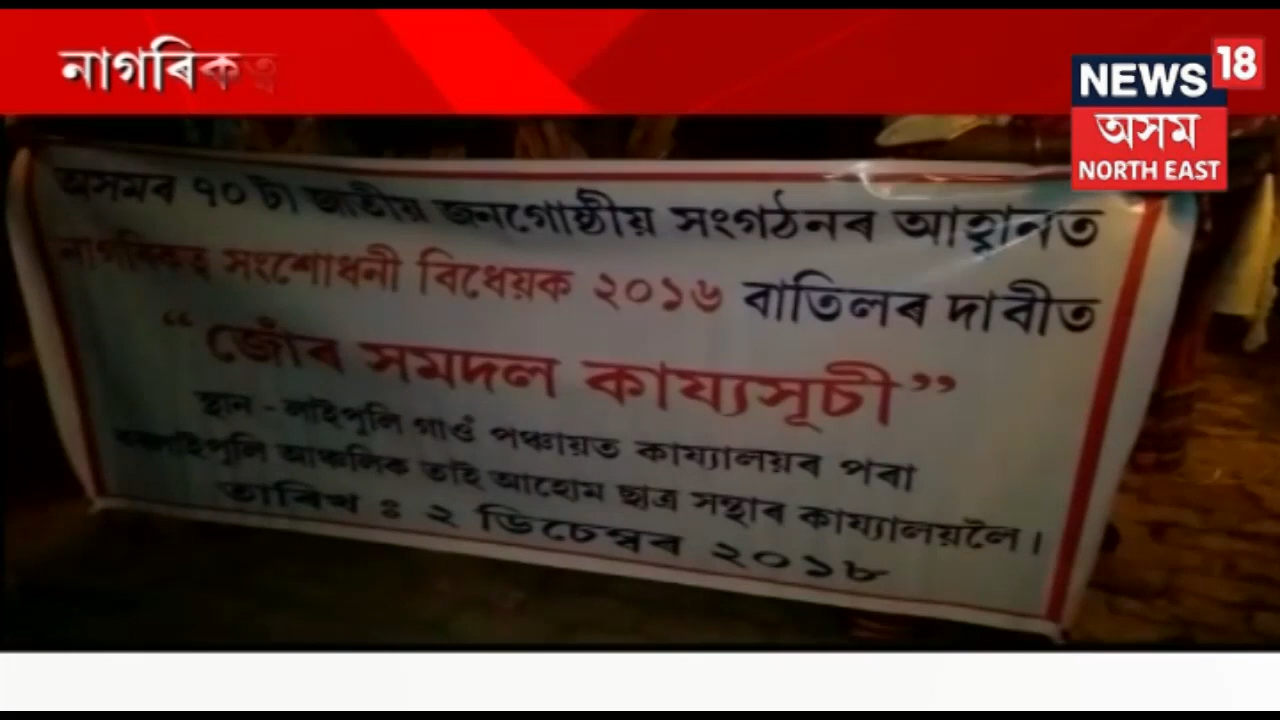 নাগৰিকত্ব
NEWS 18
অসম
NORTH EAST
অসমৰ ৭০ টা জাতীয় জনগোষ্ঠীয় সংগঠনৰ আহ্বানত
নাগৰিকত্ব সংশোধনী বিধেয়ক ২০১৬ বাতিলৰ দাবীত
“জোঁৰ সমদল কায্যসূচী”
স্থান - লাইপুলি গাওঁ পঞ্চায়ত কায্যালয়ৰ পৰা
আঞ্চলিক তাই আহোম ছাত্ৰ সন্থাৰ কায্যালয়লৈ।
তাৰিখ ঃ ২ ডিচেম্বৰ ২০১৮